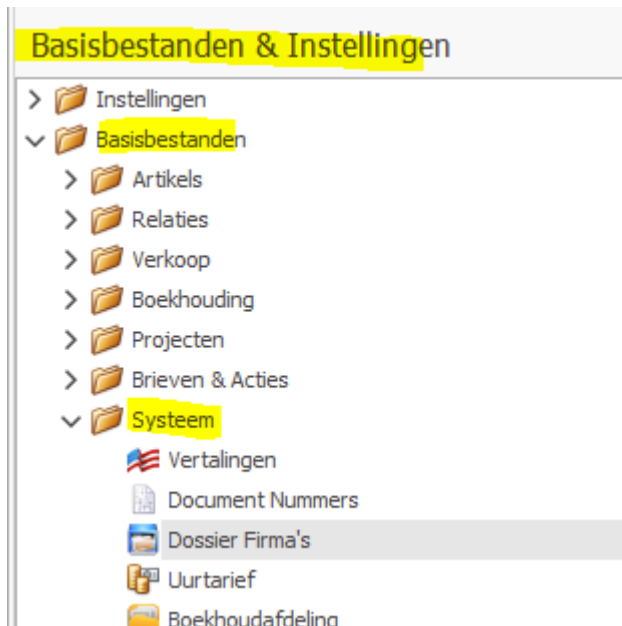 Basisbestanden & Instellingen
Instellingen
Basisbestanden
Artikels
Relaties
Verkoop
Boekhouding
Projecten
Brieven & Acties
Systeem
Vertalingen
Document Nummers
Dossier Firma's
Uurtarief
Boekhoudafdeling